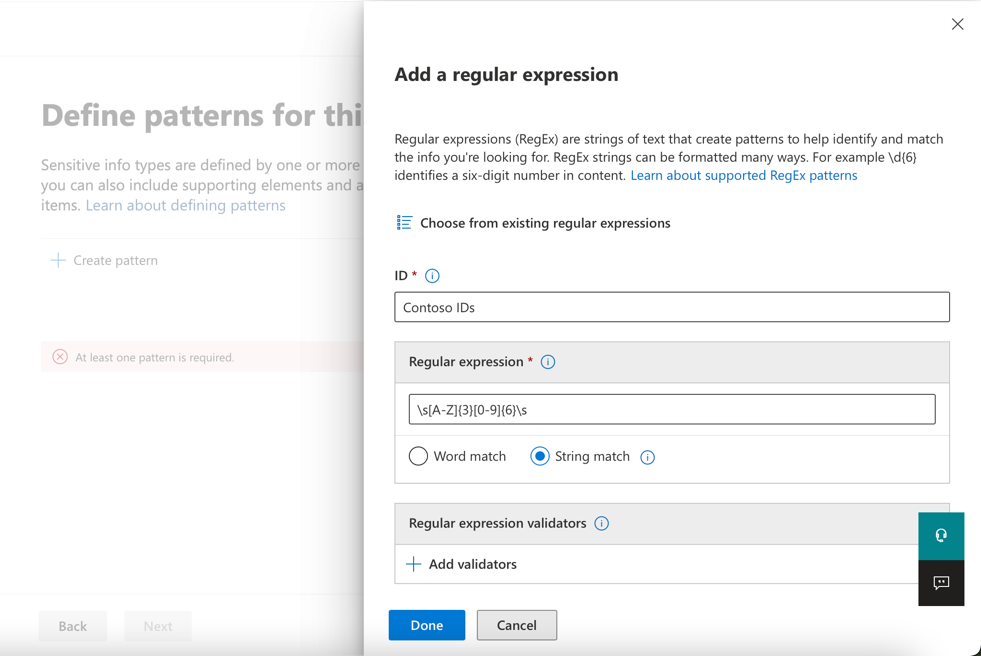 Define patterns for thi
Sensitive info types are defined by one or more
you can also include supporting elements and a
items. Learn about defining patterns
Create pattern
At least one pattern is required.
Back
Next
Add a regular expression
Regular expressions (RegEx) are strings of text that create patterns to help identify and match
the info you're looking for. RegEx strings can be formatted many ways. For example \d{6}
identifies a six-digit number in content. Learn about supported RegEx patterns
Choose from existing regular expressions
ID *
Contoso IDs
Regular expression *
\s[A-Z]{3}[0-9]{6}\s
Word match
String match
Regular expression validators
Add validators
Done
Cancel